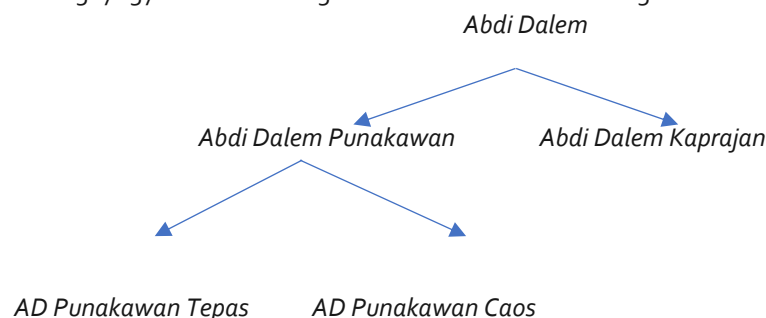 Abdi Dalem
Abdi Dalem Punakawan Abdi Dalem Kaprajan
AD Punakawan Tepas AD Punakawan Caos